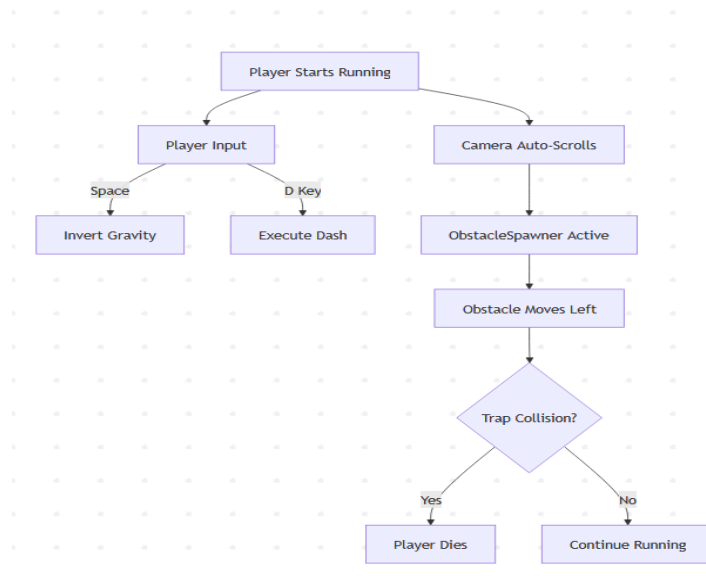 Player Starts Running
Player Input
Camera Auto-Scrolls
Space
D Key
Invert Gravity
Execute Dash
ObstacleSpawner Active
Obstacle Moves Left
Trap Collision?
Yes
No
Player Dies
Continue Running